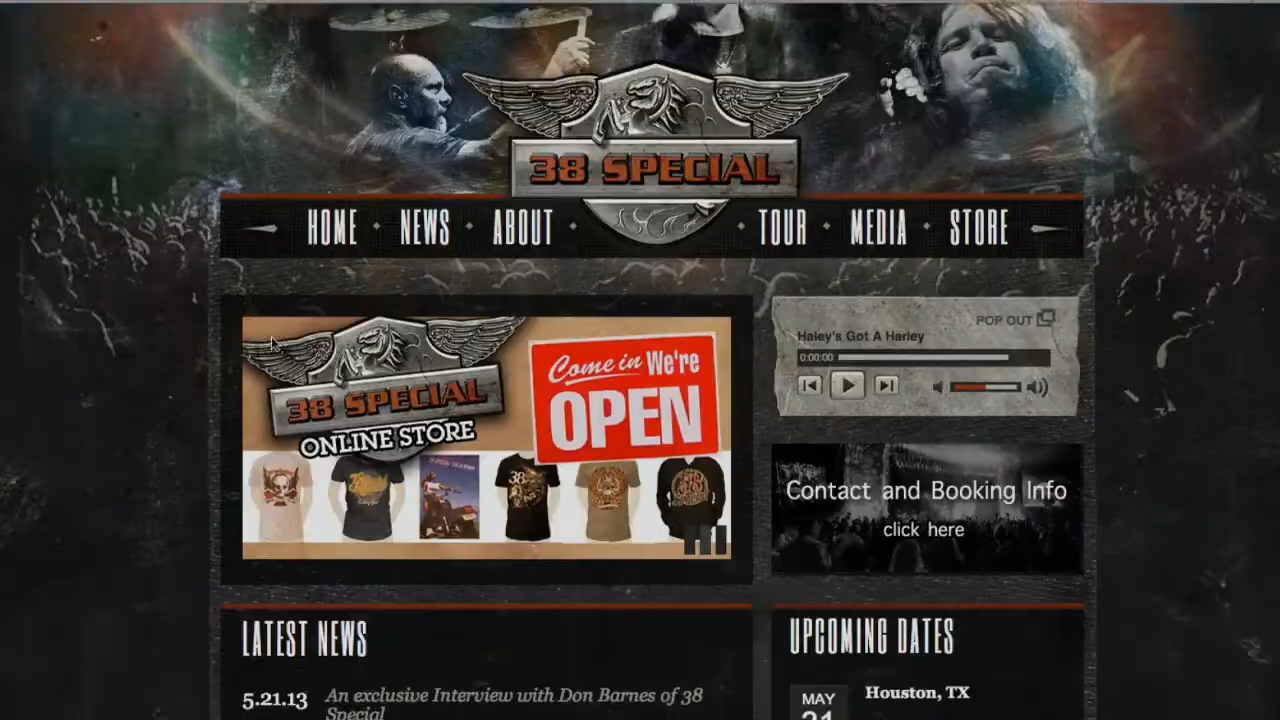 38 SPECIAL
HOME NEWS ABOUT TOUR MEDIA STORE
38 SPECIAL
ONLINE STORE
Come in We're
OPEN
POP OUT
Haley's Got A Harley
0:00:00
Contact and Booking Info
click here
LATEST NEWS
5.21.13 An exclusive Interview with Don Barnes of 38
Special
UPCOMING DATES
MAY
21
Houston, TX